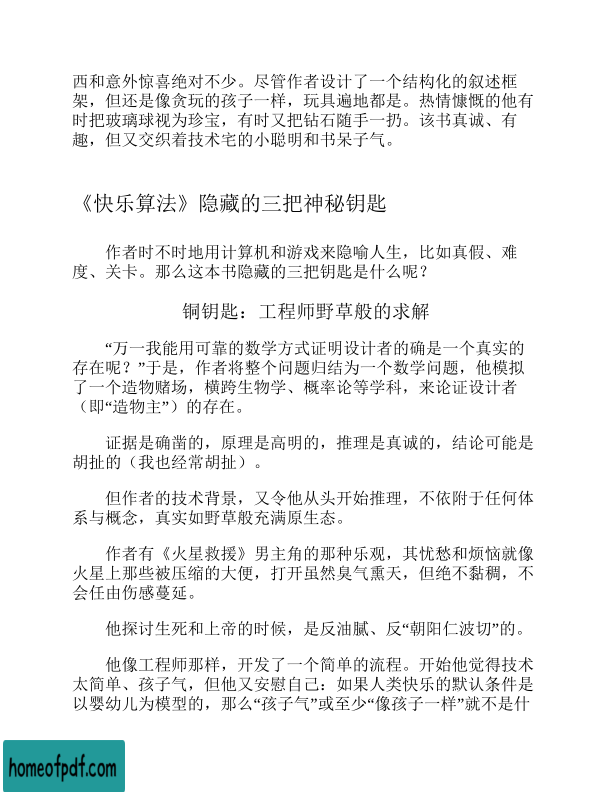 西和意外惊喜绝对不少。尽管作者设计了一个结构化的叙述框
架，但还是像贪玩的孩子一样，玩具遍地都是。热情慷慨的他有
时把玻璃球视为珍宝，有时又把钻石随手一扔。该书真诚、有
趣，但又交织着技术宅的小聪明和书呆子气。
《快乐算法》隐藏的三把神秘钥匙
作者时不时地用计算机和游戏来隐喻人生，比如真假、难
度、关卡。那么这本书隐藏的三把钥匙是什么呢？
铜钥匙：工程师野草般的求解
“万一我能用可靠的数学方式证明设计者的确是一个真实的
存在呢？”于是，作者将整个问题归结为一个数学问题，他模拟
了一个造物赌场，横跨生物学、概率论等学科，来论证设计者
（即“造物主”）的存在。
证据是确凿的，原理是高明的，推理是真诚的，结论可能是
胡扯的（我也经常胡扯）。
但作者的技术背景，又令他从头开始推理，不依附于任何体
系与概念，真实如野草般充满原生态。
作者有《火星救援》男主角的那种乐观，其忧愁和烦恼就像
火星上那些被压缩的大便，打开虽然臭气熏天，但绝不黏稠，不
会任由伤感蔓延。
他探讨生死和上帝的时候，是反油腻、反“朝阳仁波切”的。
他像工程师那样，开发了一个简单的流程。开始他觉得技术
太简单、孩子气，但他又安慰自己：如果人类快乐的默认条件是
以婴幼儿为模型的，那么“孩子气”或至少“像孩子一样”就不是什
homeofpdf.com